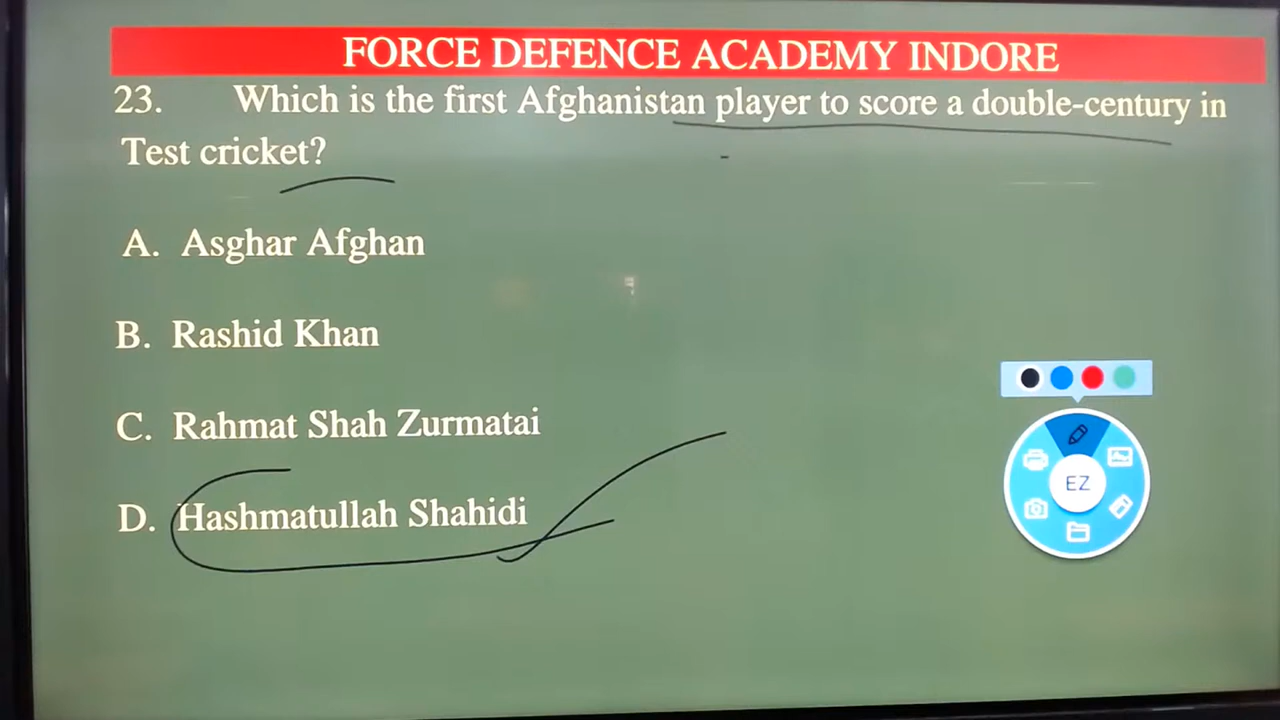 FORCE DEFENCE ACADEMY INDORE
23. Which is the first Afghanistan player to score a double-century in
Test cricket?
A. Asghar Afghan
B. Rashid Khan
C. Rahmat Shah Zurmatai
D. Hashmatullah Shahidi
EZ